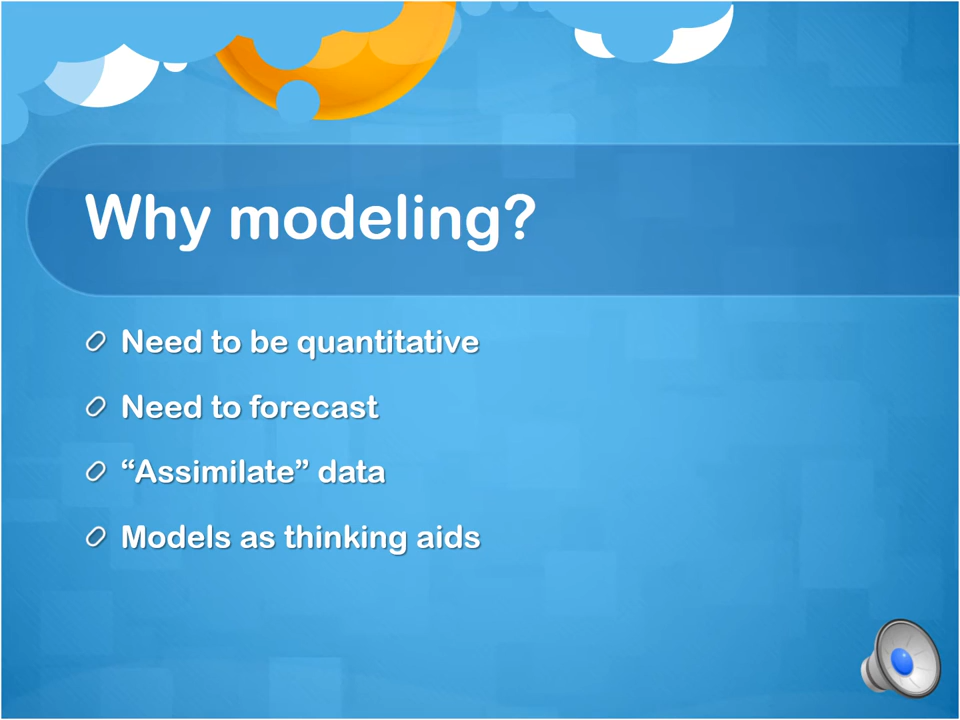 Why modeling?
Need to be quantitative
Need to forecast
“Assimilate” data
Models as thinking aids